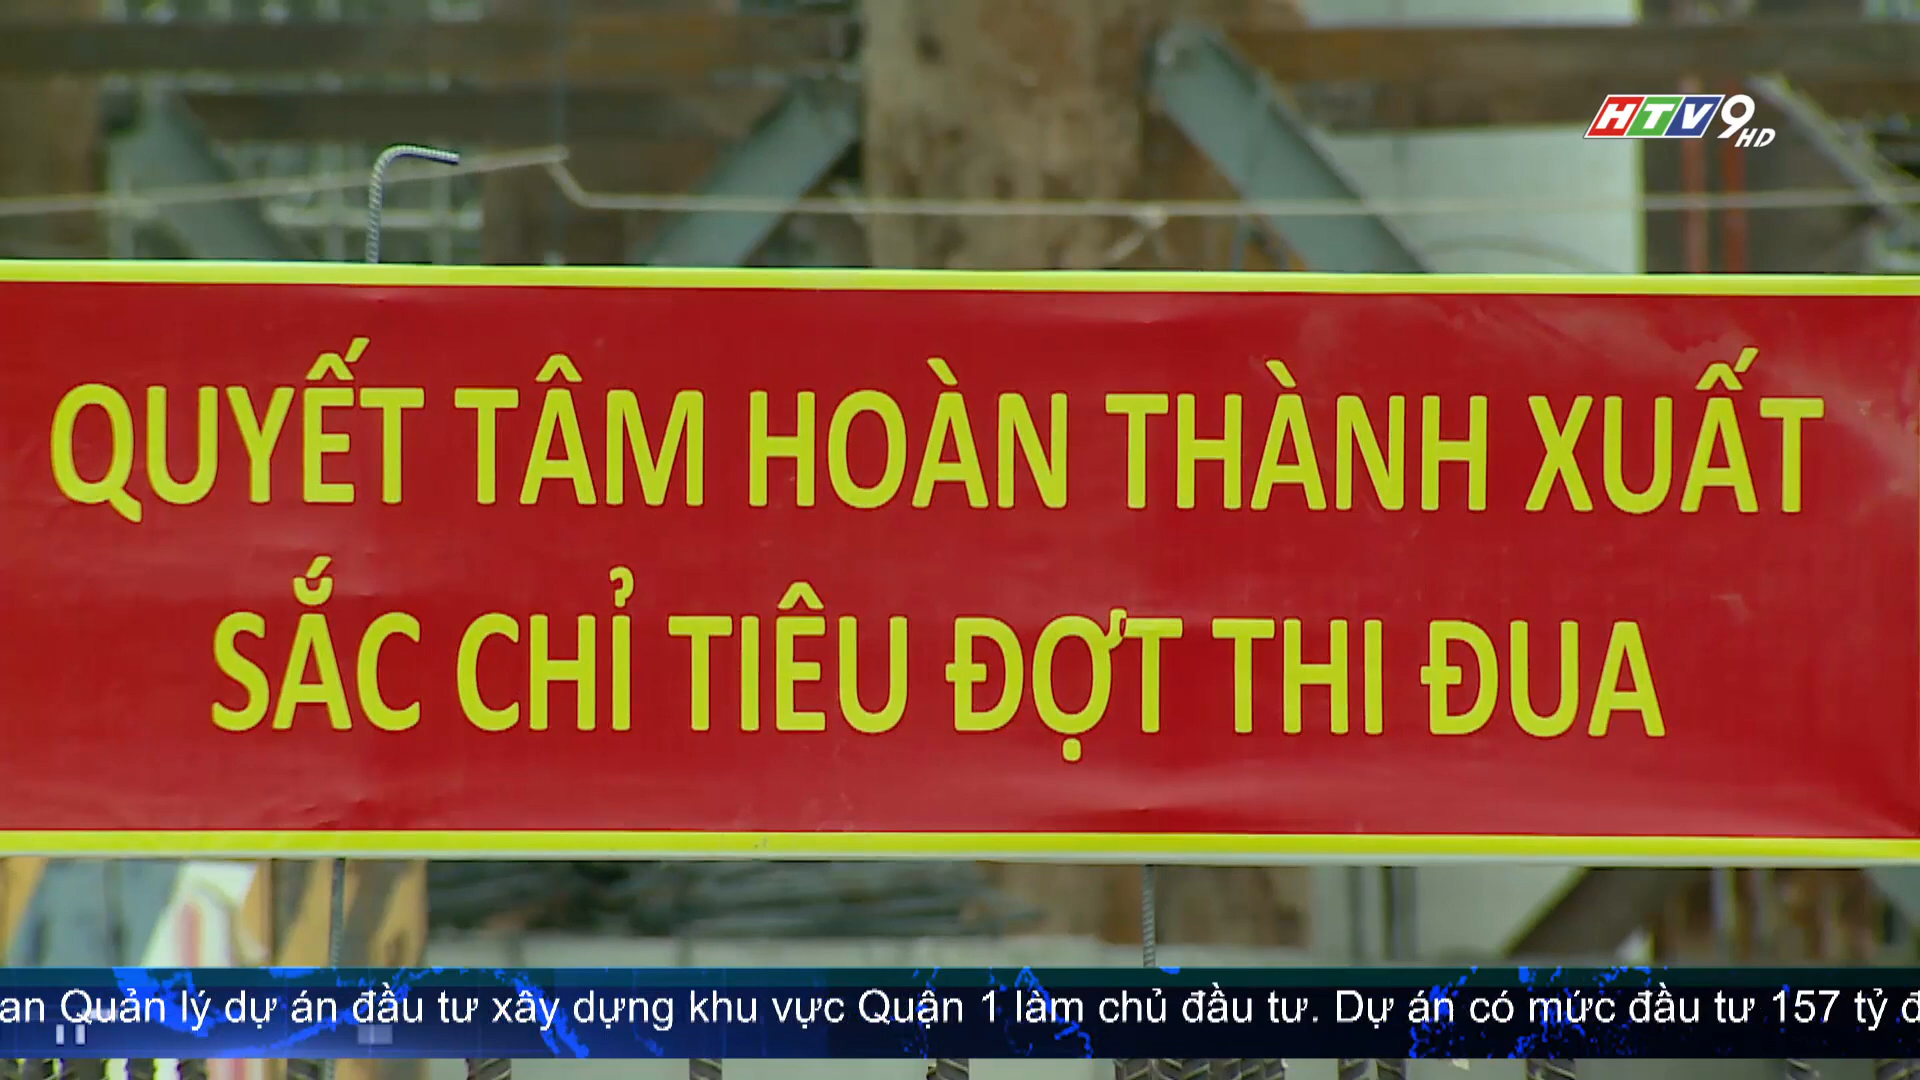 HTV9 HD
QUYẾT TÂM HOÀN THÀNH XUẤT
SẮC CHỈ TIÊU ĐỢT THI ĐUA
an Quản lý dự án đầu tư xây dựng khu vực Quận 1 làm chủ đầu tư. Dự án có mức đầu tư 157 tỷ đ